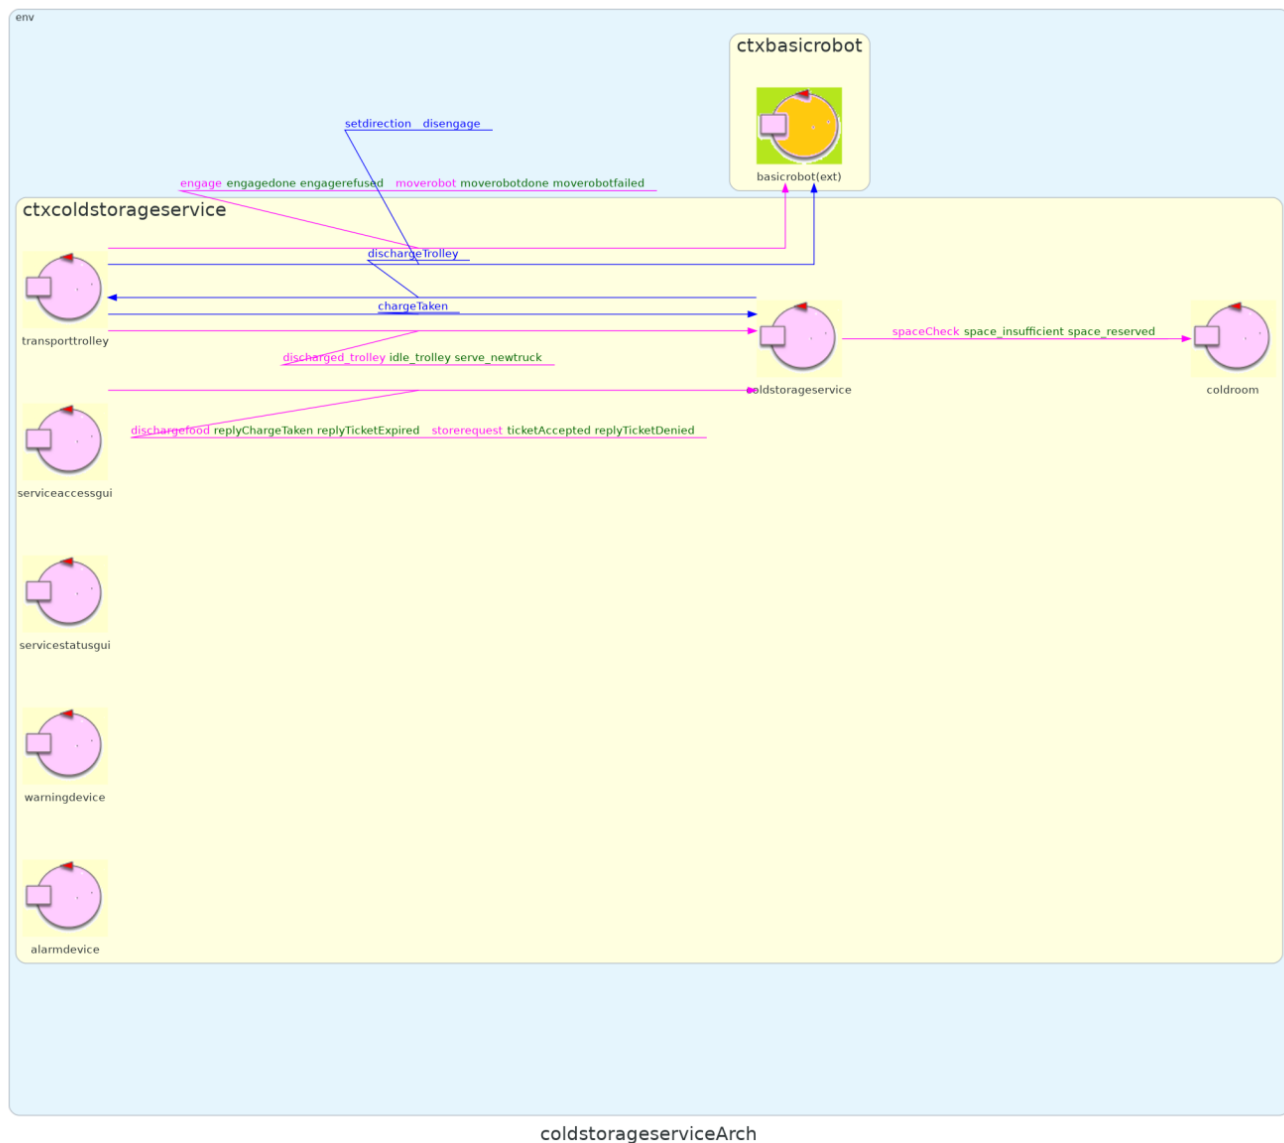 env
ctxbasicrobot
setdirection disengage
basicrobot(ext)
engage engagedone engagerefused moverobot moverobotdone moverobotfailed
ctxcoldstorageservice
dischargeTrolley
chargeTaken
transporttrolley
spaceCheck space_insufficient space_reserved
discharged_trolley idle_trolley serve_newtruck
coldstorageservice
coldroom
dischargefood replyChargeTaken replyTicketExpired storerequest ticketAccepted replyTicketDenied
serviceaccessgui
servicestatusgui
warningdevice
alarmdevice
coldstorageserviceArch